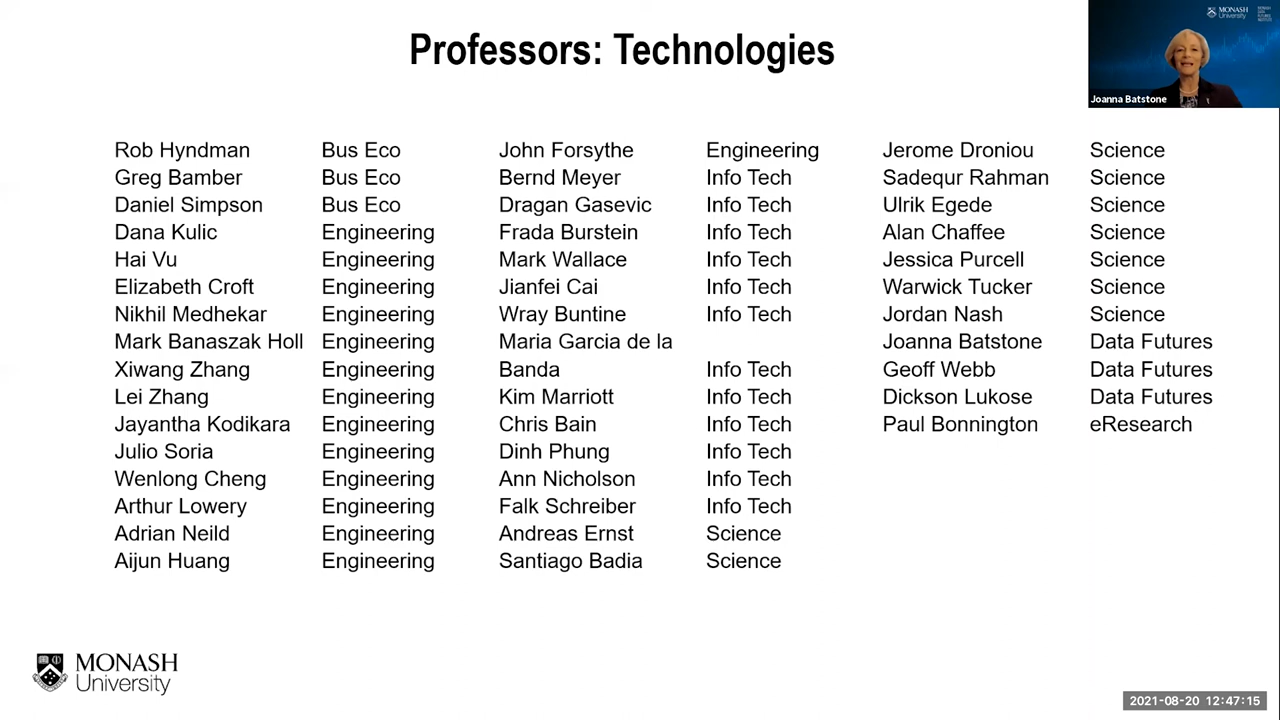 Professors: Technologies
MONASH University
Joanna Batstone
Rob Hyndman Bus Eco John Forsythe Engineering Jerome Droniou Science
Greg Bamber Bus Eco Bernd Meyer Info Tech Sadequr Rahman Science
Daniel Simpson Bus Eco Dragan Gasevic Info Tech Ulrik Egede Science
Dana Kulic Engineering Frada Burstein Info Tech Alan Chaffee Science
Hai Vu Engineering Mark Wallace Info Tech Jessica Purcell Science
Elizabeth Croft Engineering Jianfei Cai Info Tech Warwick Tucker Science
Nikhil Medhekar Engineering Wray Buntine Info Tech Jordan Nash Science
Mark Banaszak Holl Engineering Maria Garcia de la Joanna Batstone Data Futures
Xiwang Zhang Engineering Banda Info Tech Geoff Webb Data Futures
Lei Zhang Engineering Kim Marriott Info Tech Dickson Lukose Data Futures
Jayantha Kodikara Engineering Chris Bain Info Tech Paul Bonnington eResearch
Julio Soria Engineering Dinh Phung Info Tech
Wenlong Cheng Engineering Ann Nicholson Info Tech
Arthur Lowery Engineering Falk Schreiber Info Tech
Adrian Neild Engineering Andreas Ernst Science
Aijun Huang Engineering Santiago Badia Science
MONASH
University
2021-08-20 12:47:15